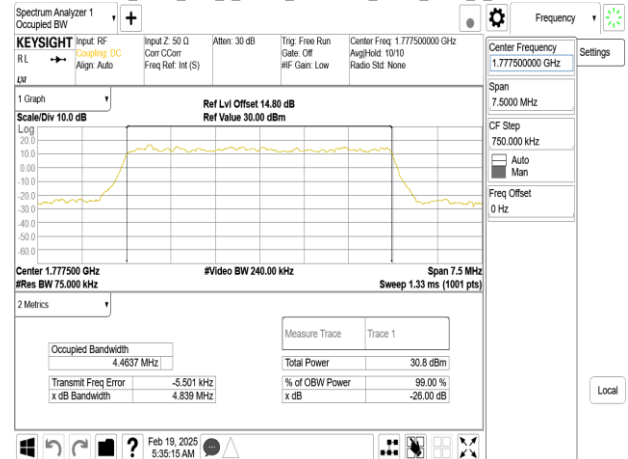 Spectrum Analyzer 1
Occupied BW
Frequency
KEYSIGHT
Input: RF
Coupling: DC
Align: Auto
Input Z: 50 Ω
Corr CCorr
Freq Ref: Int (S)
Atten: 30 dB
Trig: Free Run
Gate: Off
#IF Gain: Low
Center Freq: 1.777500000 GHz
Avg|Hold: 10/10
Radio Std: None
RL
LXI
Center Frequency
1.777500000 GHz
Settings
Span
7.5000 MHz
CF Step
750.000 kHz
Auto
Man
Freq Offset
0 Hz
1 Graph
Scale/Div 10.0 dB
Ref Lvl Offset 14.80 dB
Ref Value 30.00 dBm
Log
20.0
10.0
0.00
-10.0
-20.0
-30.0
-40.0
-50.0
-60.0
Center 1.777500 GHz
#Video BW 240.00 kHz
Span 7.5 MHz
#Res BW 75.000 kHz
Sweep 1.33 ms (1001 pts)
2 Metrics
Measure Trace
Trace 1
Occupied Bandwidth
4.4637 MHz
Total Power
30.8 dBm
Transmit Freq Error
-5.501 kHz
% of OBW Power
99.00 %
x dB Bandwidth
4.839 MHz
x dB
-26.00 dB
Local
Feb 19, 2025
5:35:15 AM